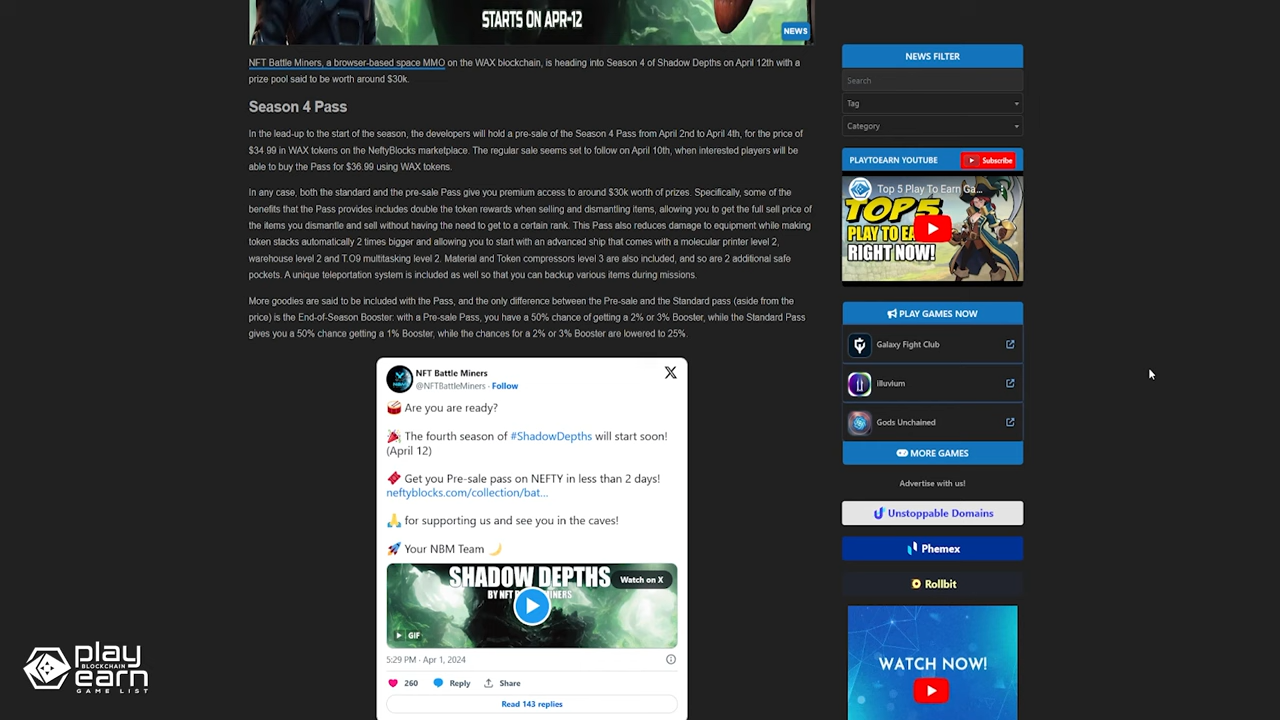 STARTS ON APR-12
NEWS
NFT Battle Miners, a browser-based space MMO on the WAX blockchain, is heading into Season 4 of Shadow Depths on April 12th with a
prize pool said to be worth around $30k.
Season 4 Pass
In the lead-up to the start of the season, the developers will hold a pre-sale of the Season 4 Pass from April 2nd to April 4th, for the price of
$34.99 in WAX tokens on the NeftyBlocks marketplace. The regular sale seems set to follow on April 10th, when interested players will be
able to buy the Pass for $36.99 using WAX tokens.
In any case, both the standard and the pre-sale Pass give you premium access to around $30k worth of prizes. Specifically, some of the
benefits that the Pass provides includes double the token rewards when selling and dismantling items, allowing you to get the full sell price of
the items you dismantle and sell without having the need to get to a certain rank. This Pass also reduces damage to equipment while making
token stacks automatically 2 times bigger and allowing you to start with an advanced ship that comes with a molecular printer level 2,
warehouse level 2 and T.O9 multitasking level 2. Material and Token compressors level 3 are also included, and so are 2 additional safe
pockets. A unique teleportation system is included as well so that you can backup various items during missions.
More goodies are said to be included with the Pass, and the only difference between the Pre-sale and the Standard pass (aside from the
price) is the End-of-Season Booster: with a Pre-sale Pass, you have a 50% chance of getting a 2% or 3% Booster, while the Standard Pass
gives you a 50% chance getting a 1% Booster, while the chances for a 2% or 3% Booster are lowered to 25%.
NFT Battle Miners
@NFTBattleMiners · Follow
Are you are ready?
The fourth season of #ShadowDepths will start soon!
(April 12)
Get you Pre-sale pass on NEFTY in less than 2 days!
neftyblocks.com/collection/bat...
for supporting us and see you in the caves!
Your NBM Team
SHADOW DEPTHS
Watch on X
GIF
5:29 PM · Apr 1, 2024
260 Reply Share
Read 143 replies
NEWS FILTER
Search
Tag
Category
PLAYTOEARN YOUTUBE
Subscribe
Top 5 Play To Earn Ga...
TOP 5
RIGHT NOW!
PLAY GAMES NOW
Galaxy Fight Club
illuvium
Gods Unchained
MORE GAMES
Advertise with us!
Unstoppable Domains
Phemex
Rollbit
WATCH NOW!
play
BLOCKCHAIN
earn
GAME LIST